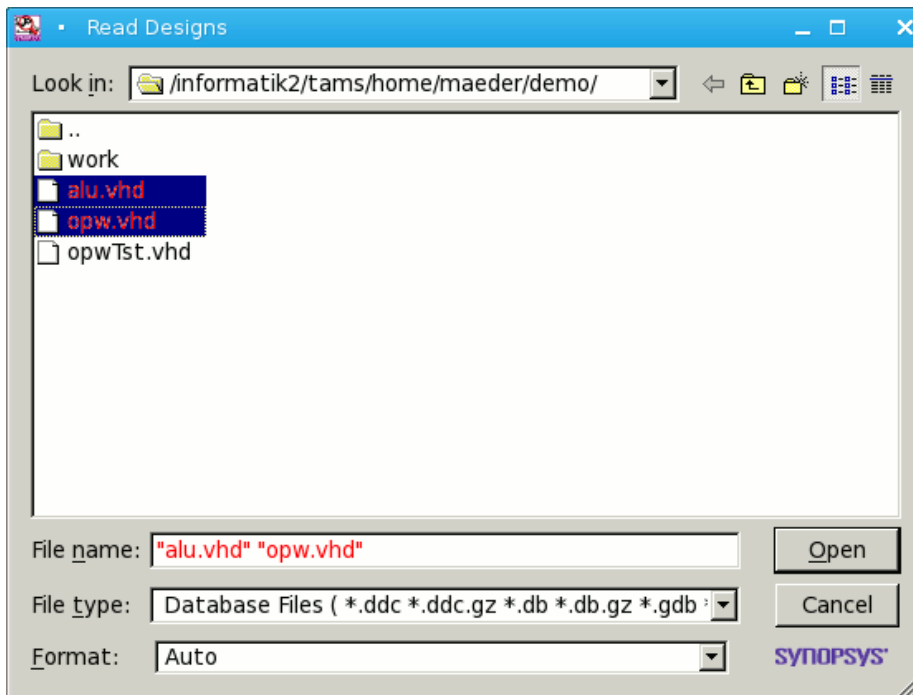 Read Designs
Look in: /informatik2/tams/home/maeder/demo/
..
work
alu.vhd
opw.vhd
opwTst.vhd
File name: "alu.vhd" "opw.vhd" Open
File type: Database Files ( *.ddc *.ddc.gz *.db *.db.gz *.gdb * Cancel
Format: Auto SYNOPSYS